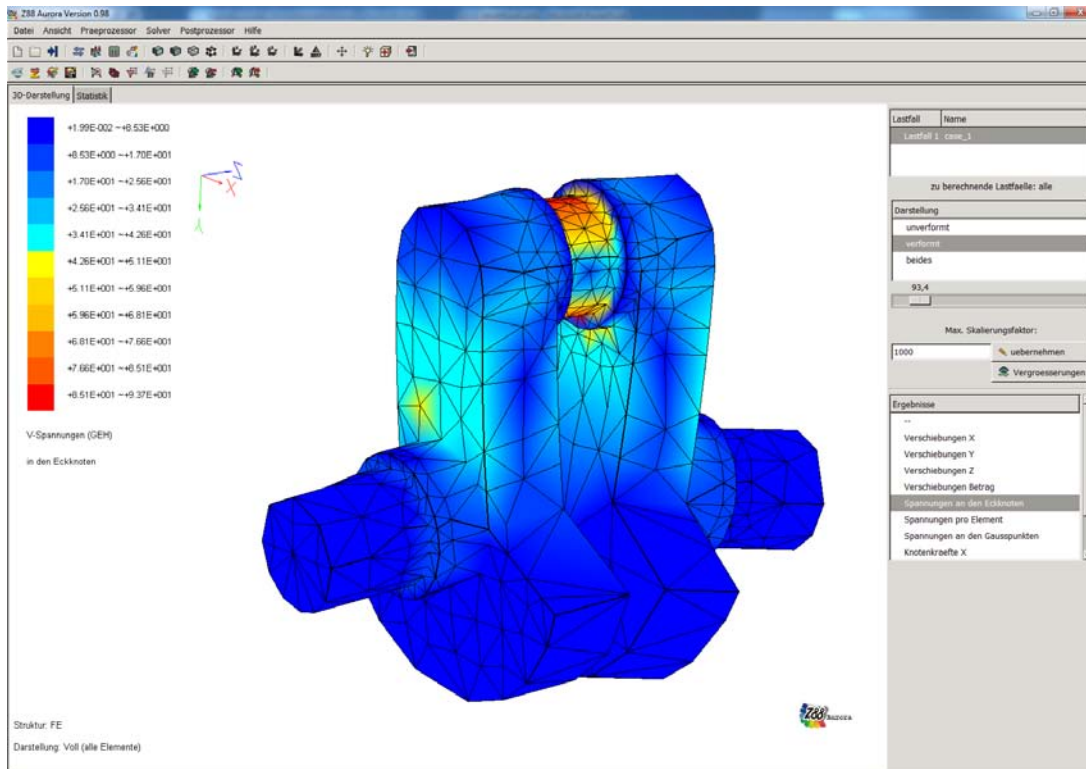 Z88 Aurora Version 0.98
Datei Ansicht Praeprozessor Solver Postprozessor Hilfe
3D-Darstellung Statistik
+1.99E-002 ~+8.53E+000
+8.53E+000 ~+1.70E+001
+1.70E+001 ~+2.56E+001
+2.56E+001 ~+3.41E+001
+3.41E+001 ~+4.26E+001
+4.26E+001 ~+5.11E+001
+5.11E+001 ~+5.96E+001
+5.96E+001 ~+6.81E+001
+6.81E+001 ~+7.66E+001
+7.66E+001 ~+8.51E+001
+8.51E+001 ~+9.37E+001
Z
X
Y
V-Spannungen (GEH)
in den Eckknoten
Struktur: FE
Darstellung: Voll (alle Elemente)
Z88 Aurora
Lastfall Name
Lastfall 1 case_1
zu berechnende Lastfaelle: alle
Darstellung
unverformt
verformt
beides
93,4
Max. Skalierungsfaktor:
1000 uebernehmen
Vergroesserungen
Ergebnisse
--
Verschiebungen X
Verschiebungen Y
Verschiebungen Z
Verschiebungen Betrag
Spannungen an den Eckknoten
Spannungen pro Element
Spannungen an den Gausspunkten
Knotenkraefte X